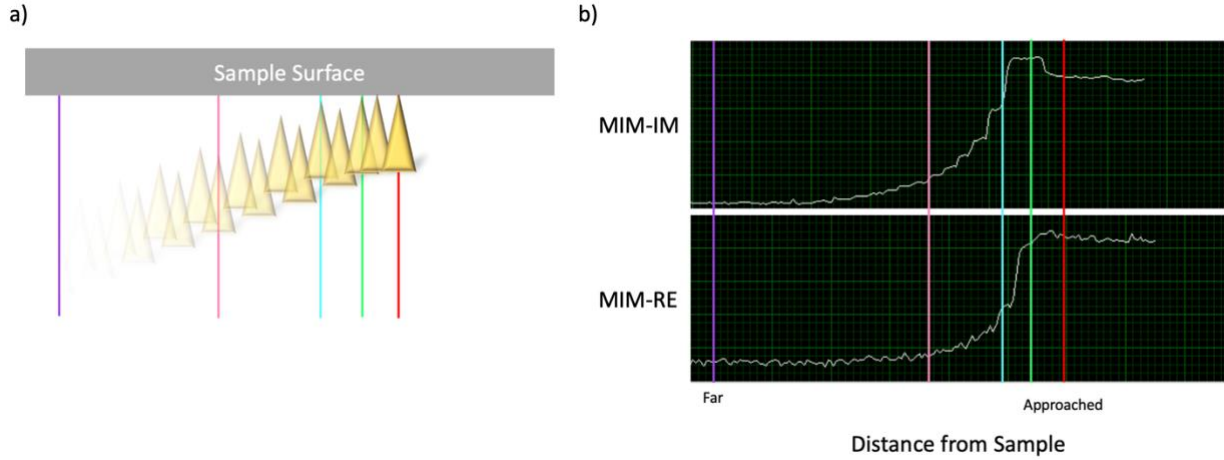 a)
Sample Surface
b)
MIM-IM
MIM-RE
Far
Approached
Distance from Sample